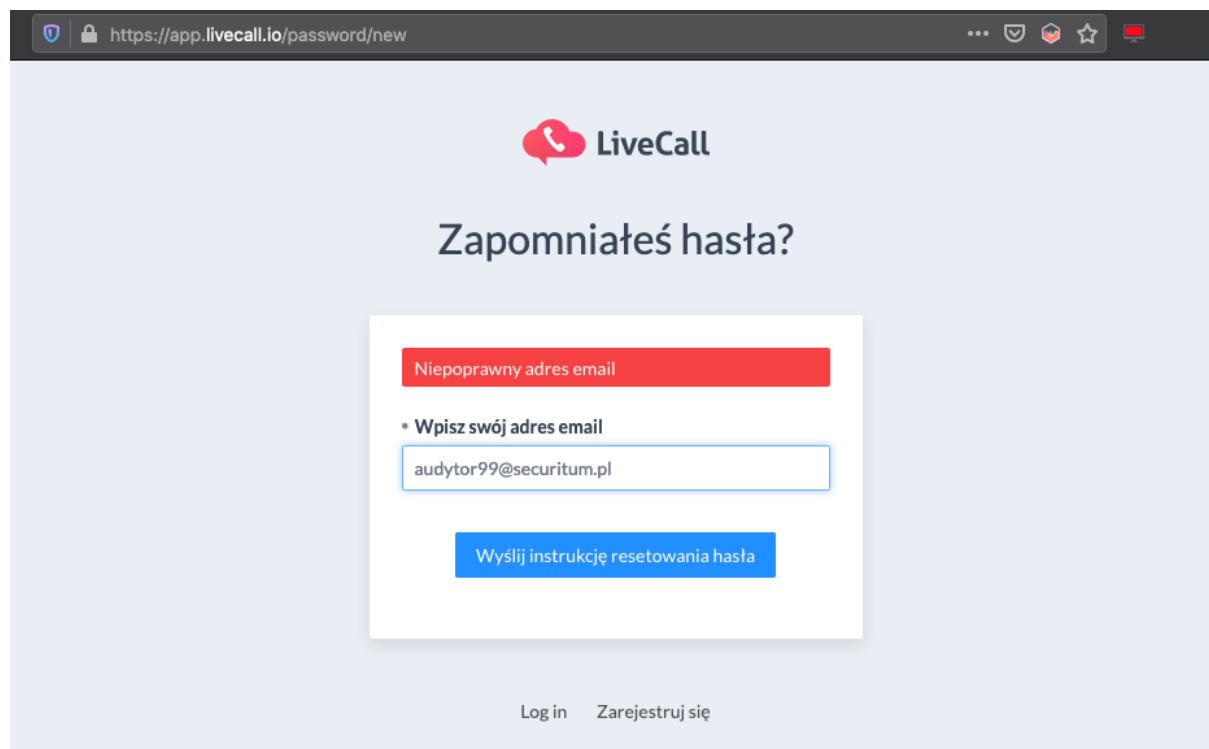 https://app.livecall.io/password/new
LiveCall
Zapomniałeś hasła?
Niepoprawny adres email
* Wpisz swój adres email
audytor99@securitum.pl
Wyślij instrukcję resetowania hasła
Log in Zarejestruj się